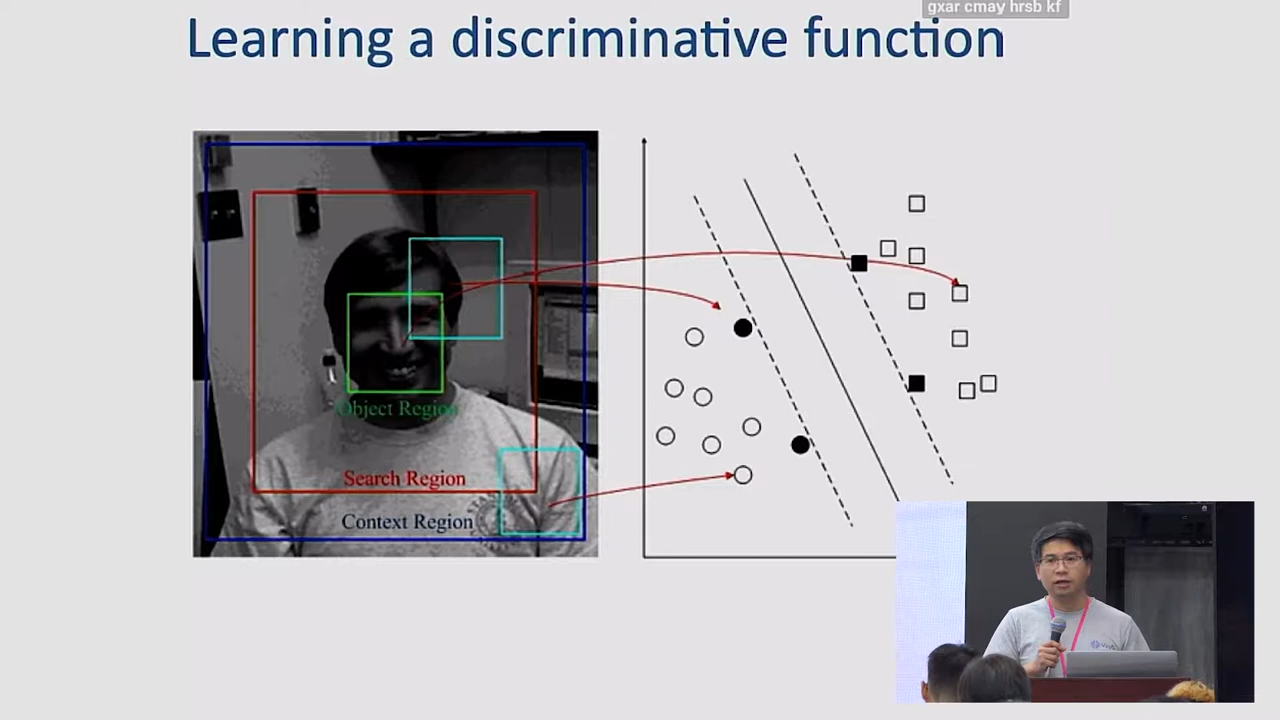 gxar cmay hrsb kf
Learning a discriminative function
Object Region
Search Region
Context Region